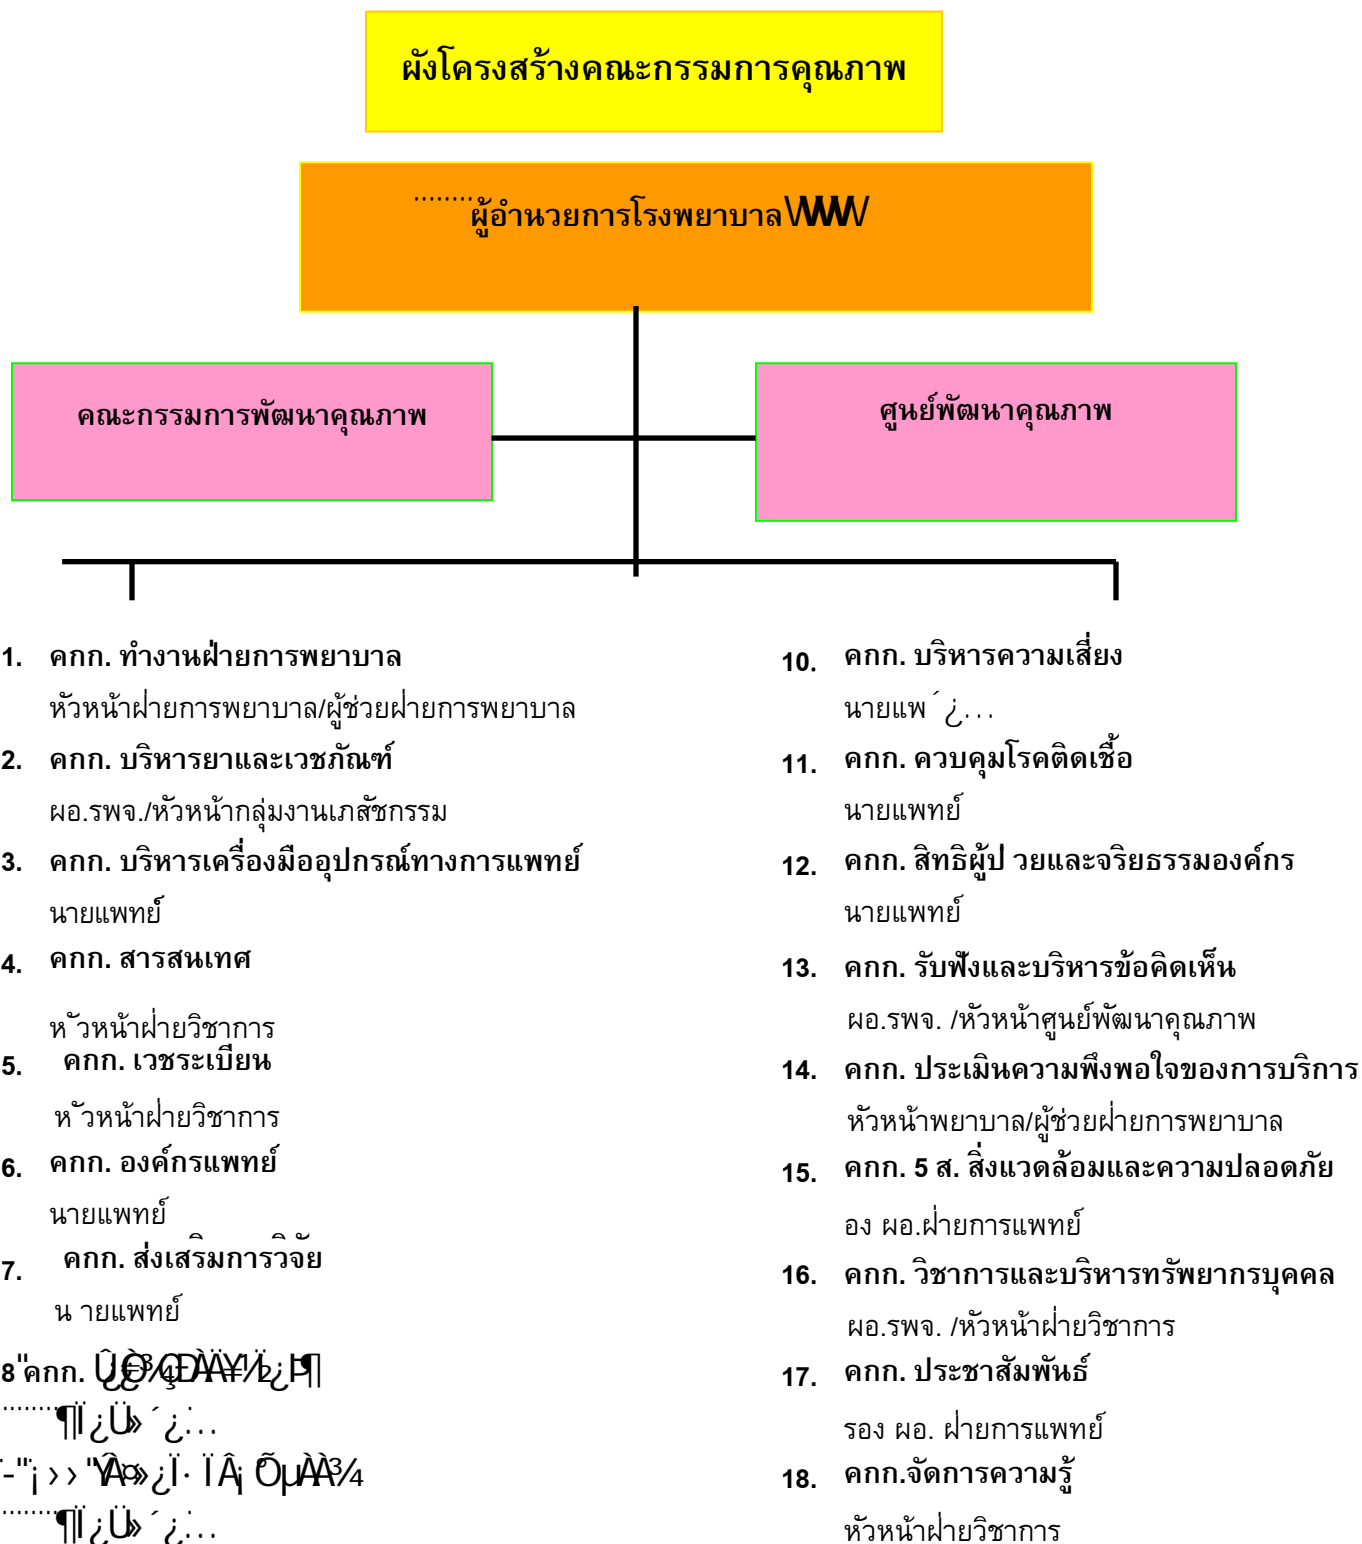 ผังโครงสร้างคณะกรรมการคุณภาพ
ผู้อำนวยการโรงพยาบาล
คณะกรรมการพัฒนาคุณภาพ
ศูนย์พัฒนาคุณภาพ
1. คกก. ทำงานฝ่ายการพยาบาล
หัวหน้าฝ่ายการพยาบาล/ผู้ช่วยฝ่ายการพยาบาล
2. คกก. บริหารยาและเวชภัณฑ์
ผอ.รพจ./หัวหน้ากลุ่มงานเภสัชกรรม
3. คกก. บริหารเครื่องมืออุปกรณ์ทางการแพทย์
นายแพทย์
4. คกก. สารสนเทศ
หัวหน้าฝ่ายวิชาการ
5. คกก. เวชระเบียน
หัวหน้าฝ่ายวิชาการ
6. คกก. องค์กรแพทย์
นายแพทย์
7. คกก. ส่งเสริมการวิจัย
นายแพทย์
8 คกก.
10. คกก. บริหารความเสี่ยง
11. คกก. ควบคุมโรคติดเชื้อ
นายแพทย์
12. คกก. สิทธิผู้ป่วยและจริยธรรมองค์กร
นายแพทย์
13. คกก. รับฟังและบริหารข้อคิดเห็น
ผอ.รพจ. /หัวหน้าศูนย์พัฒนาคุณภาพ
14. คกก. ประเมินความพึงพอใจของการบริการ
หัวหน้าพยาบาล/ผู้ช่วยฝ่ายการพยาบาล
15. คกก. 5 ส. สิ่งแวดล้อมและความปลอดภัย
อง ผอ.ฝ่ายการแพทย์
16. คกก. วิชาการและบริหารทรัพยากรบุคคล
ผอ.รพจ. /หัวหน้าฝ่ายวิชาการ
17. คกก. ประชาสัมพันธ์
รอง ผอ. ฝ่ายการแพทย์
18. คกก.จัดการความรู้
หัวหน้าฝ่ายวิชาการ